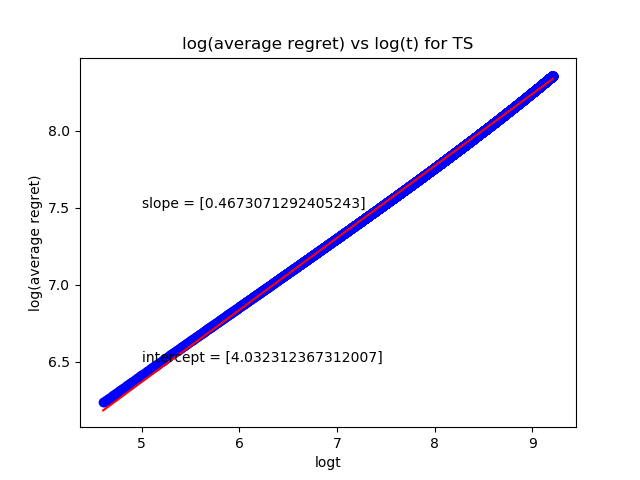 log(average regret) vs log(t) for TS
log(average regret)
8.0
7.5
7.0
6.5
slope = [0.4673071292405243]
intercept = [4.032312367312007]
5
6
7
8
9
logt